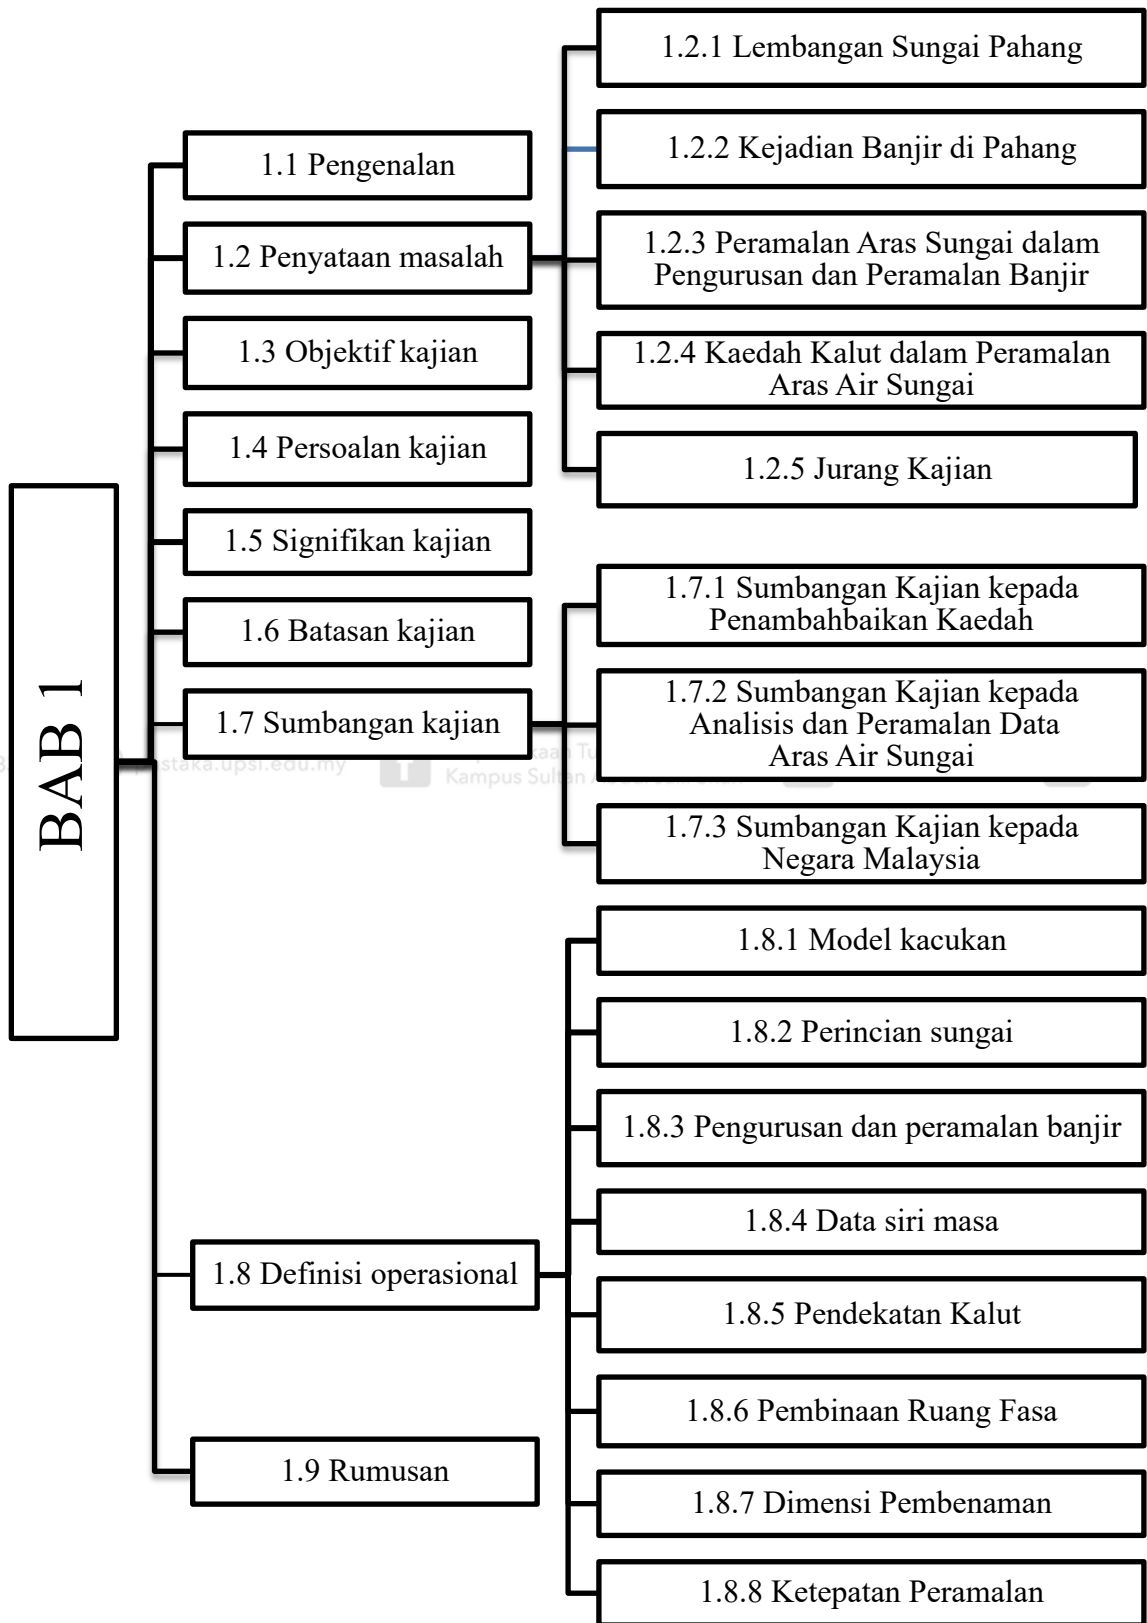 BAB 1
1.1 Pengenalan
1.2 Penyataan masalah
1.2.1 Lembangan Sungai Pahang
1.2.2 Kejadian Banjir di Pahang
1.2.3 Peramalan Aras Sungai dalam
Pengurusan dan Peramalan Banjir
1.2.4 Kaedah Kalut dalam Peramalan
Aras Air Sungai
1.2.5 Jurang Kajian
1.3 Objektif kajian
1.4 Persoalan kajian
1.5 Signifikan kajian
1.6 Batasan kajian
1.7 Sumbangan kajian
1.7.1 Sumbangan Kajian kepada
Penambahbaikan Kaedah
1.7.2 Sumbangan Kajian kepada
Analisis dan Peramalan Data
Aras Air Sungai
1.7.3 Sumbangan Kajian kepada
Negara Malaysia
1.8 Definisi operasional
1.8.1 Model kacukan
1.8.2 Perincian sungai
1.8.3 Pengurusan dan peramalan banjir
1.8.4 Data siri masa
1.8.5 Pendekatan Kalut
1.8.6 Pembinaan Ruang Fasa
1.8.7 Dimensi Pembenaman
1.8.8 Ketepatan Peramalan
1.9 Rumusan
staka.upsi.edu.my
Kampus Sultan